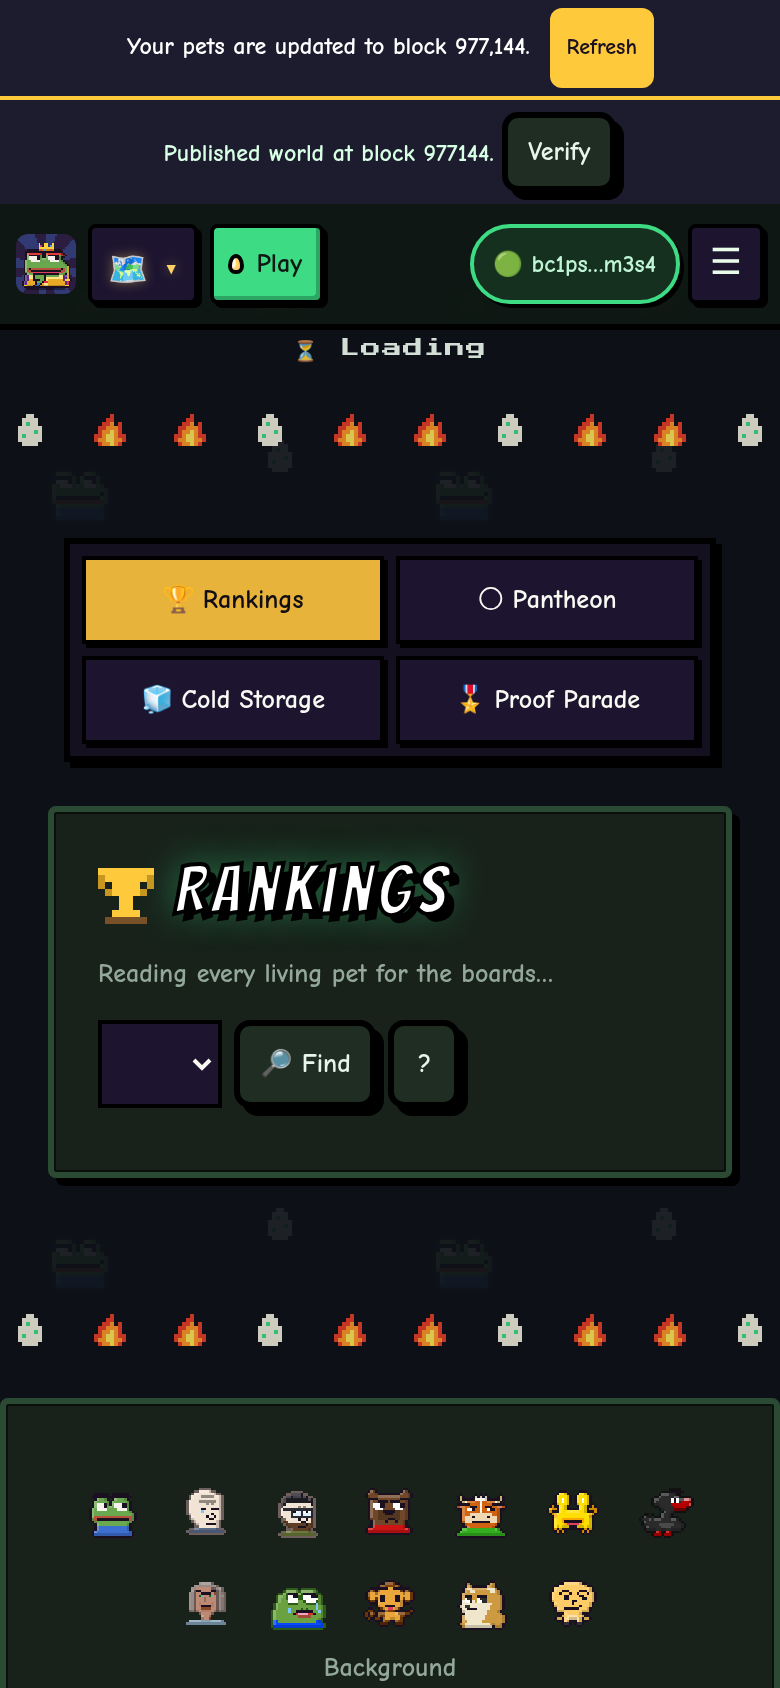 Your pets are updated to block 977,144.
Refresh
Published world at block 977144.
Verify
Play
bc1ps...m3s4
Loading
Rankings
Pantheon
Cold Storage
Proof Parade
RANKINGS
Reading every living pet for the boards...
Find
?
Background